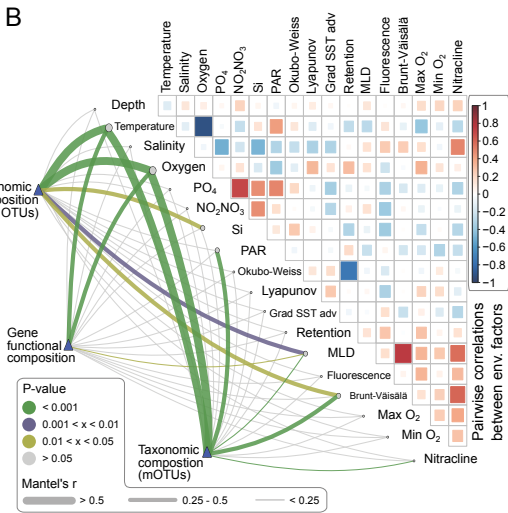 B
Temperature
Salinity
Oxygen
PO4
NO2NO3
Si
PAR
Okubo-Weiss
Lyapunov
Grad SST adv
Retention
MLD
Fluorescence
Brunt-Väisälä
Max O2
Min O2
Nitracline
Depth
Temperature
Salinity
Oxygen
PO4
NO2NO3
Si
PAR
Okubo-Weiss
Lyapunov
Grad SST adv
Retention
MLD
Fluorescence
Brunt-Väisälä
Max O2
Min O2
Nitracline
1
0.8
0.6
0.4
0.2
0
−0.2
−0.4
−0.6
−0.8
−1
Pairwise correlations
between env. factors
nomic
position
OTUs)
Gene
functional
composition
Taxonomic
compostion
(mOTUs)
P-value
< 0.001
0.001 < x < 0.01
0.01 < x < 0.05
> 0.05
Mantel's r
> 0.5
0.25 - 0.5
< 0.25